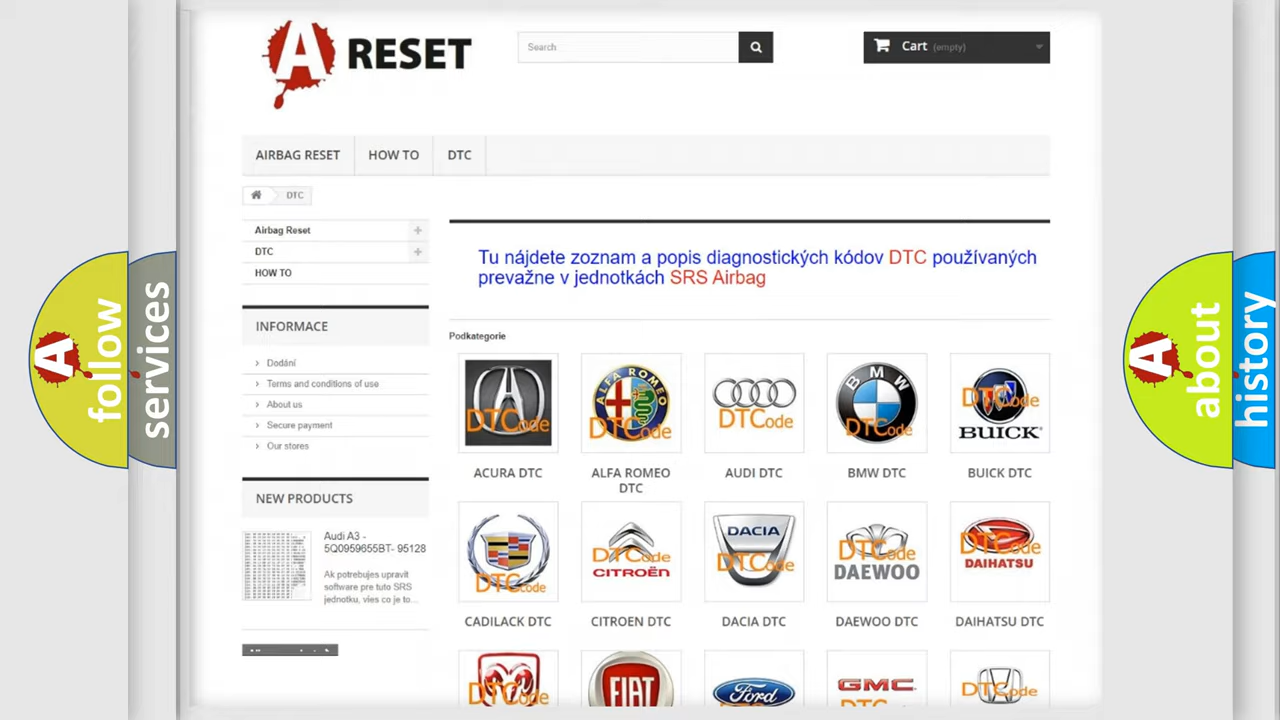 A RESET
Search
Cart (empty)
AIRBAG RESET
HOW TO
DTC
DTC
Airbag Reset
DTC
HOW TO
INFORMACE
Dodání
Terms and conditions of use
About us
Secure payment
Our stores
NEW PRODUCTS
Audi A3 -
5Q0959655BT- 95128
Ak potrebujes upravit
software pre tuto SRS
jednotku, vies co je to...
Tu nájdete zoznam a popis diagnostických kódov DTC používaných
prevažne v jednotkách SRS Airbag
Podkategorie
DTCode
ALFA ROMEO
DTCode
DTCode
BMW
DTCode
DTCode
BUICK
ACURA DTC
ALFA ROMEO
DTC
AUDI DTC
BMW DTC
BUICK DTC
DTCode
DTCode
CITROËN
DACIA
DTCode
DTCode
DAEWOO
DTCode
DAIHATSU
CADILACK DTC
CITROEN DTC
DACIA DTC
DAEWOO DTC
DAIHATSU DTC
DTCode
FIAT
Ford
GMC
DTCode
A follow
services
A about
history